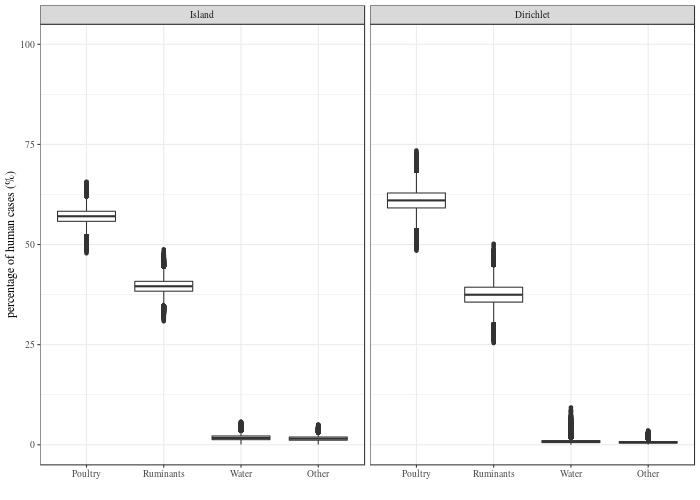 Island Dirichlet
percentage of human cases (%)
100
75
50
25
0
Poultry Ruminants Water Other Poultry Ruminants Water Other